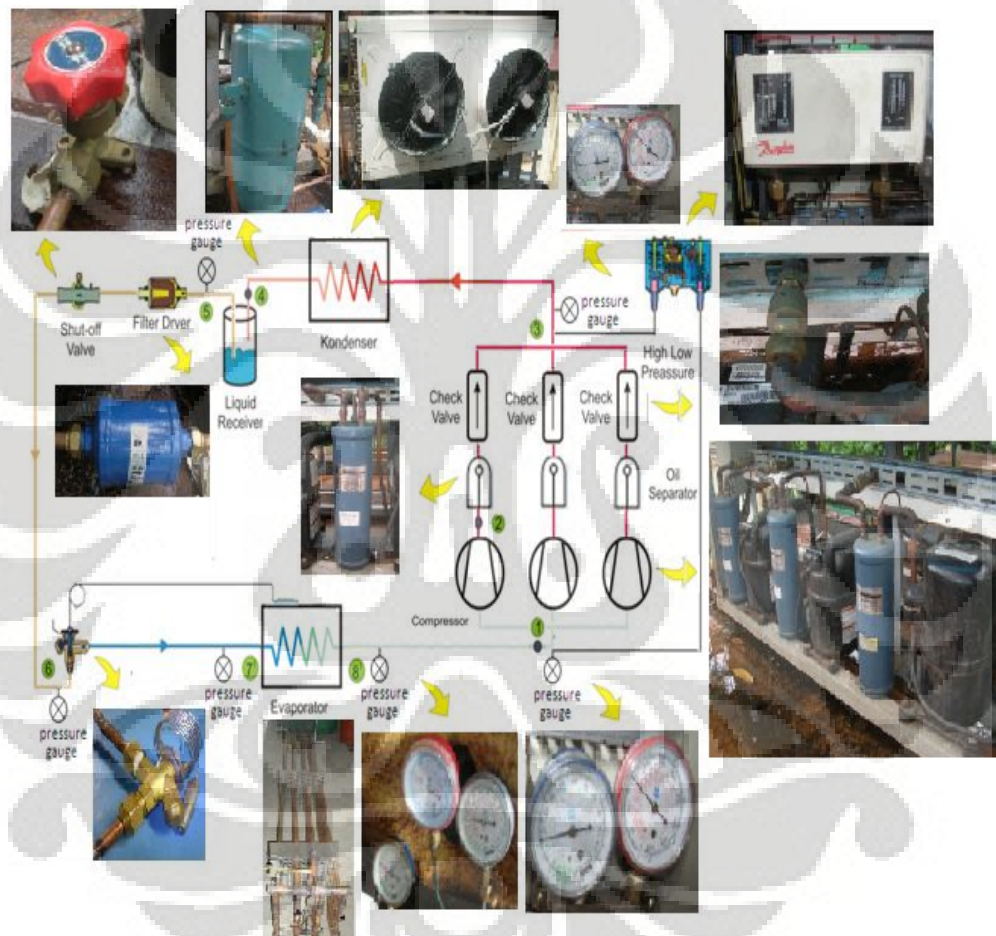 pressure
gauge
4
5
Shut-off
Valve
Filter Dryer
Liquid
Receiver
Kondenser
3
pressure
gauge
High Low
Preassure
Check
Valve
Check
Valve
Check
Valve
Oil
Separator
2
Compressor
1
6
7
8
pressure
gauge
Evaporator
pressure
gauge
pressure
gauge
pressure
gauge
Danfoss